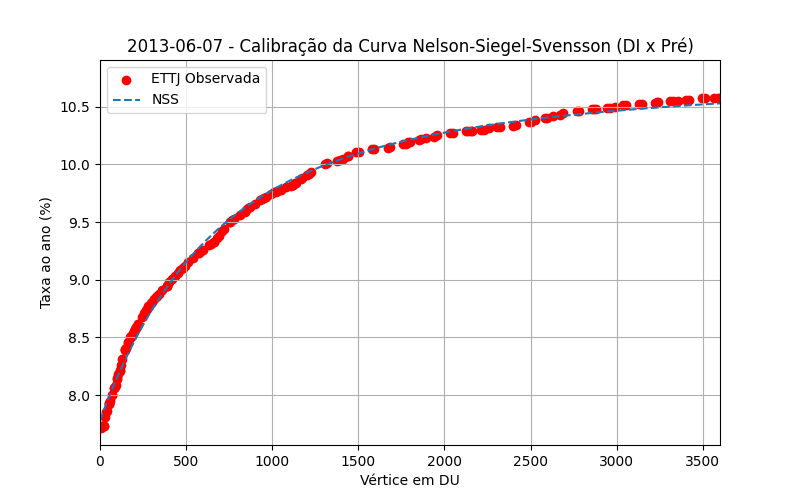 2013-06-07 - Calibração da Curva Nelson-Siegel-Svensson (DI x Pré)
ETTJ Observada
NSS
Taxa ao ano (%)
10.5
10.0
9.5
9.0
8.5
8.0
0 500 1000 1500 2000 2500 3000 3500
Vértice em DU